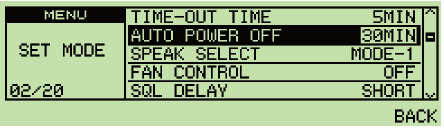 MENU
SET MODE
02/20
TIME-OUT TIME 5MIN
AUTO POWER OFF 30MIN
SPEAK SELECT MODE-1
FAN CONTROL OFF
SQL DELAY SHORT
BACK